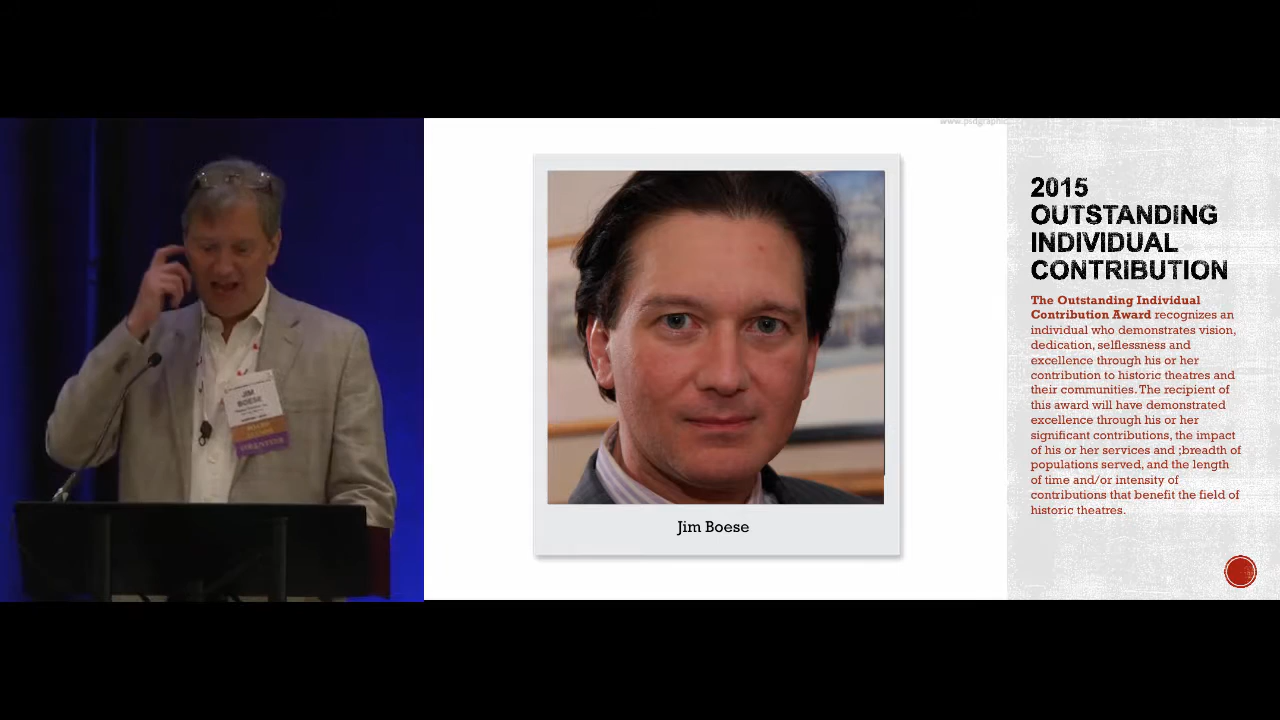 www.psdgraphic
JIM
BOESE
Jim Boese
2015
OUTSTANDING
INDIVIDUAL
CONTRIBUTION
The Outstanding Individual
Contribution Award recognizes an
individual who demonstrates vision,
dedication, selflessness and
excellence through his or her
contribution to historic theatres and
their communities. The recipient of
this award will have demonstrated
excellence through his or her
significant contributions, the impact
of his or her services and ;breadth of
populations served, and the length
of time and/or intensity of
contributions that benefit the field of
historic theatres.